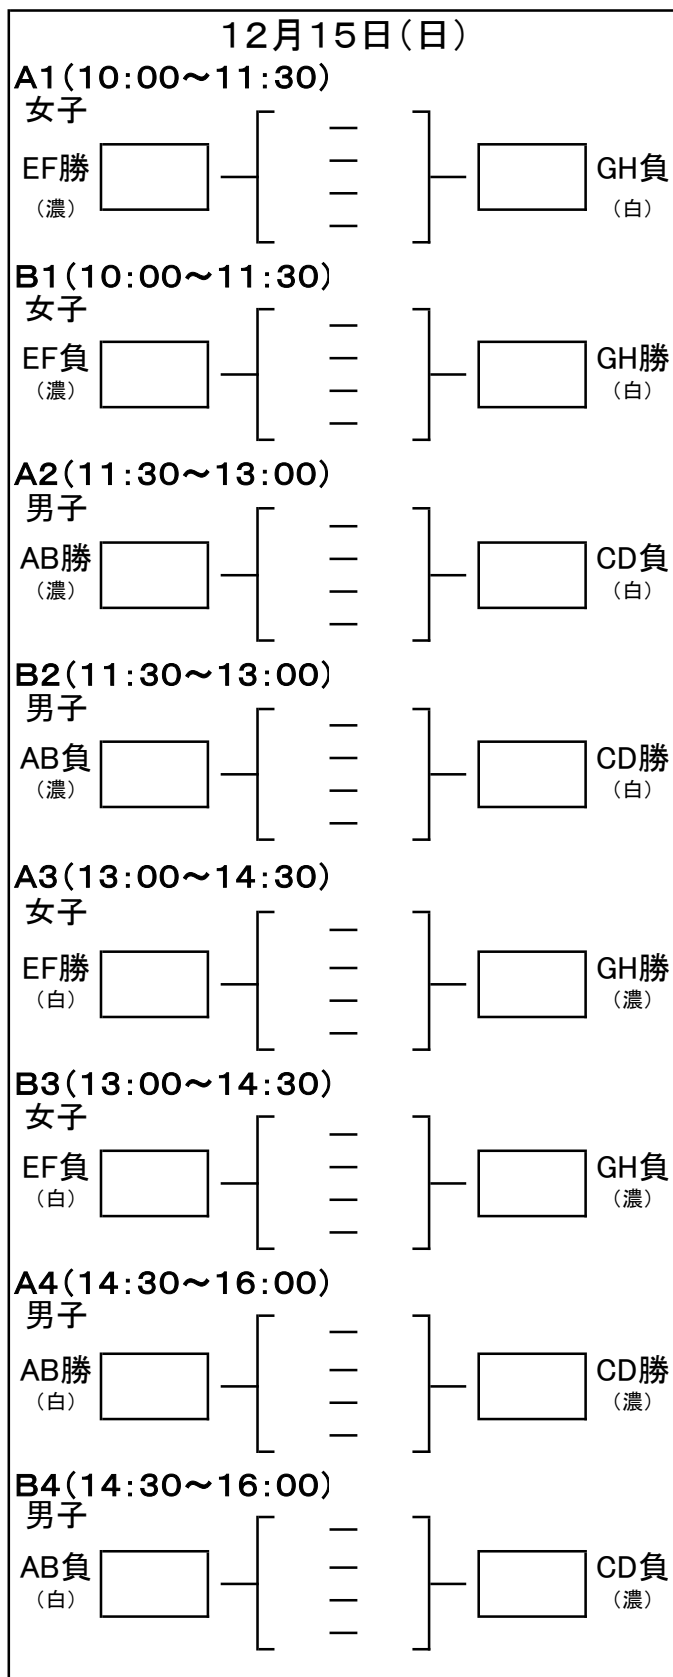 12月15日(日)
A1(10:00～11:30)
女子
EF勝 GH負
(濃) (白)
B1(10:00～11:30)
女子
EF負 GH勝
(濃) (白)
A2(11:30～13:00)
男子
AB勝 CD負
(濃) (白)
B2(11:30～13:00)
男子
AB負 CD勝
(濃) (白)
A3(13:00～14:30)
女子
EF勝 GH勝
(白) (濃)
B3(13:00～14:30)
女子
EF負 GH負
(白) (濃)
A4(14:30～16:00)
男子
AB勝 CD勝
(白) (濃)
B4(14:30～16:00)
男子
AB負 CD負
(白) (濃)